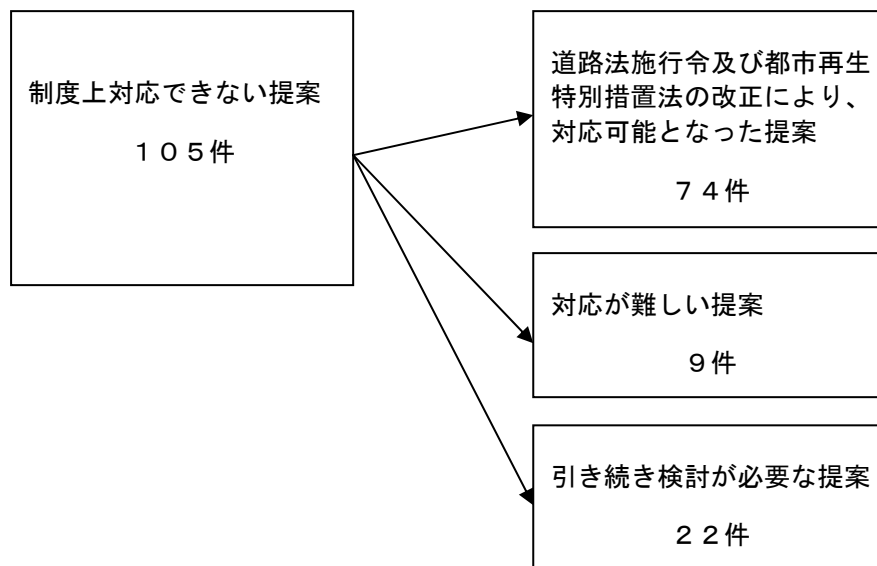 制度上対応できない提案
１０５件
道路法施行令及び都市再生
特別措置法の改正により、
対応可能となった提案
７４件
対応が難しい提案
９件
引き続き検討が必要な提案
２２件